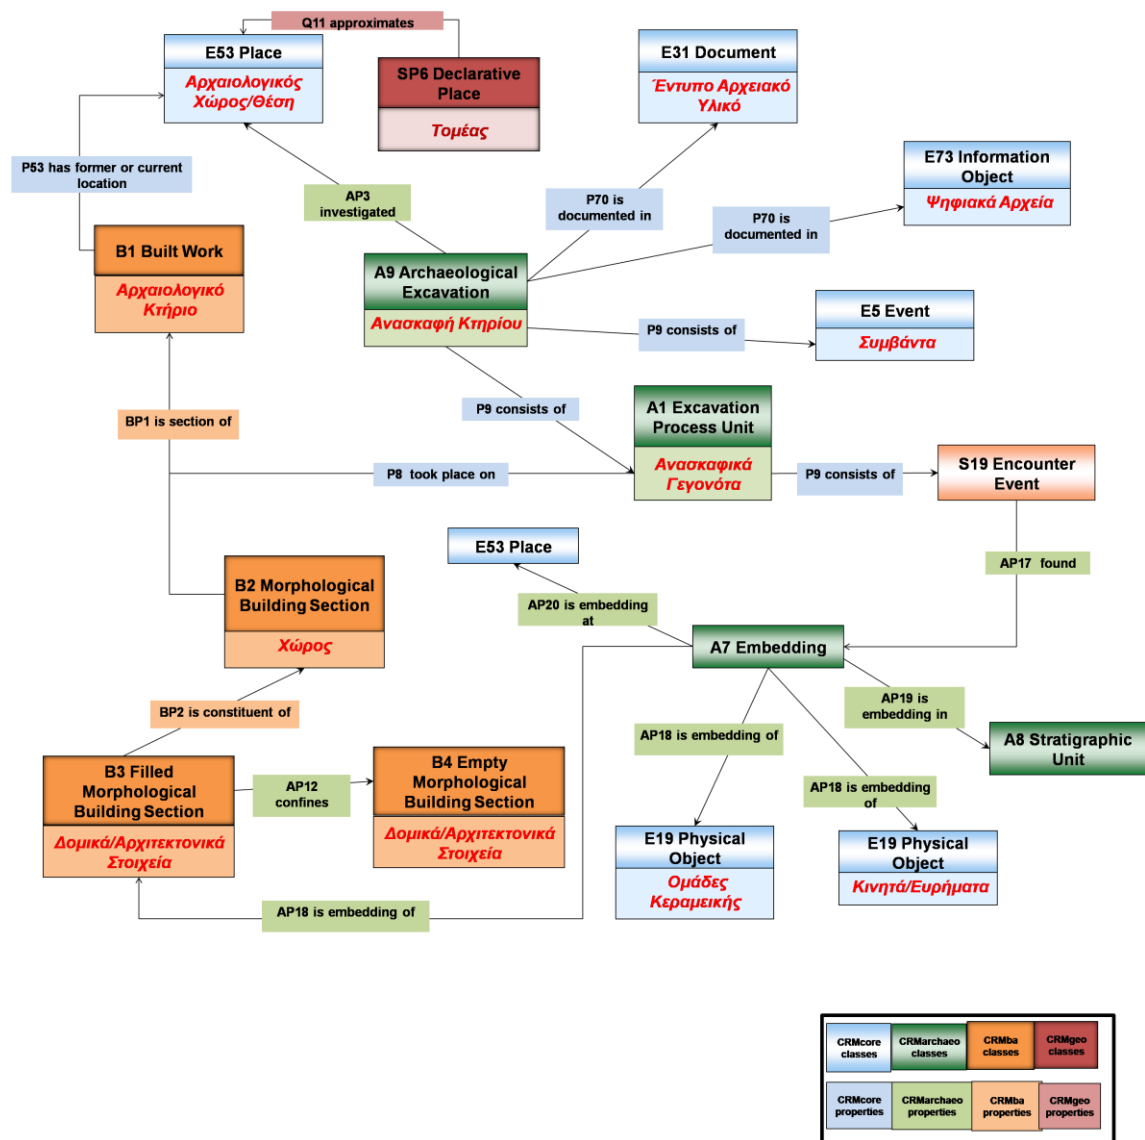 Q11 approximates
E53 Place
Αρχαιολογικός
Χώρος/Θέση
SP6 Declarative
Place
Τομέας
E31 Document
Έντυπο Αρχειακό
Υλικό
E73 Information
Object
Ψηφιακά Αρχεία
P53 has former or current
location
AP3
investigated
P70 is
documented in
P70 is
documented in
B1 Built Work
Αρχαιολογικό
Κτήριο
A9 Archaeological
Excavation
Ανασκαφή Κτηρίου
P9 consists of
E5 Event
Συμβάντα
BP1 is section of
P9 consists of
A1 Excavation
Process Unit
Ανασκαφικά
Γεγονότα
P8 took place on
P9 consists of
S19 Encounter
Event
E53 Place
AP17 found
B2 Morphological
Building Section
Χώρος
AP20 is embedding
at
A7 Embedding
BP2 is constituent of
AP19 is
embedding in
AP18 is embedding of
A8 Stratigraphic
Unit
B3 Filled
Morphological
Building Section
Δομικά/Αρχιτεκτονικά
Στοιχεία
AP12
confines
B4 Empty
Morphological
Building Section
Δομικά/Αρχιτεκτονικά
Στοιχεία
AP18 is embedding
of
E19 Physical
Object
Ομάδες
Κεραμεικής
E19 Physical
Object
Κινητά/Ευρήματα
AP18 is embedding of
CRMcore
classes
CRMarchaeo
classes
CRMba
classes
CRMgeo
classes
CRMcore
properties
CRMarchaeo
properties
CRMba
properties
CRMgeo
properties